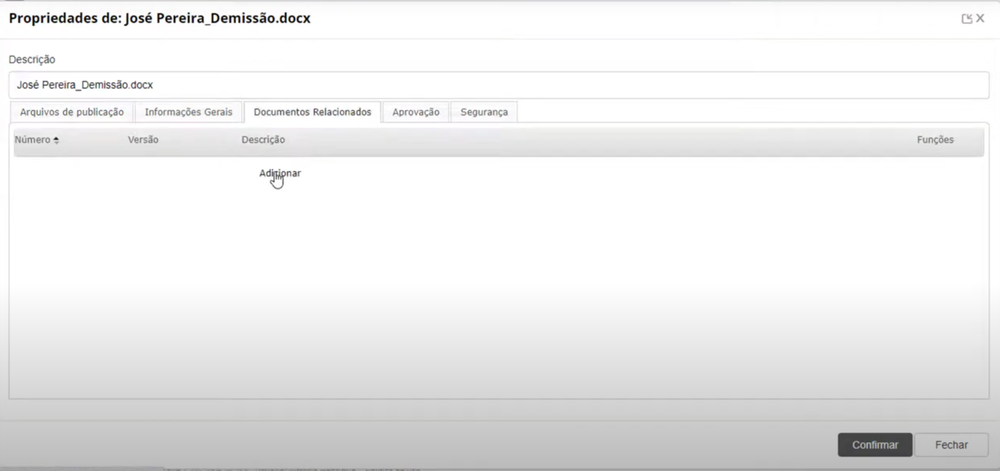 Propriedades de: José Pereira_Demissão.docx
Descrição
José Pereira_Demissão.docx
Arquivos de publicação Informações Gerais Documentos Relacionados Aprovação Segurança
Número Versão Descrição Funções
Adicionar
Confirmar Fechar